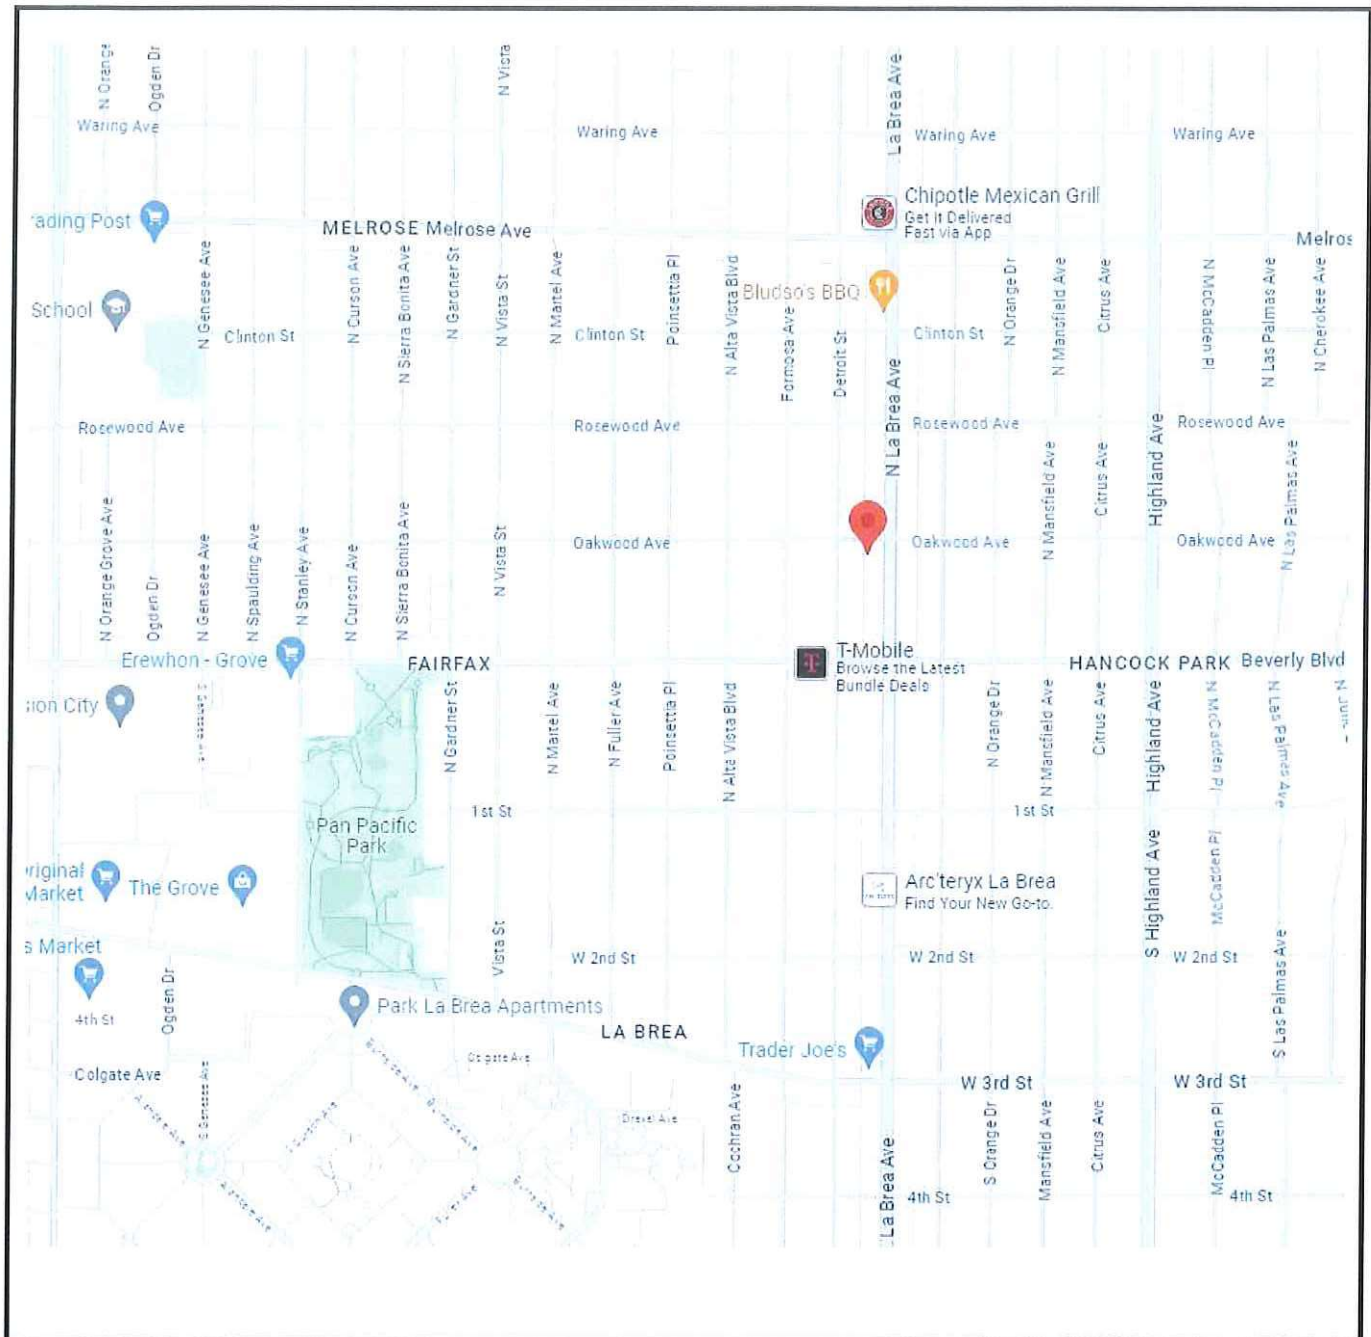 N Orange
Ogden Dr
N Vista
La Brea Ave
Waring Ave
Waring Ave
Waring Ave
Waring Ave
Chipotle Mexican Grill
Get It Delivered
Fast via App
ading Post
MELROSE Melrose Ave
Melros
School
N Genesee Ave
Clinton St
N Curson Ave
N Sierra Bonita Ave
N Gardner St
N Vista St
N Martel Ave
Clinton St
Poinsettia Pl
N Alta Vista Blvd
Bludso's BBQ
Formosa Ave
Detroit St
Clinton St
N Orange Dr
N Mansfield Ave
Citrus Ave
N McCadden Pl
N Las Palmas Ave
N Cherokee Ave
N La Brea Ave
Rosewood Ave
Rosewood Ave
Rosewood Ave
Rosewood Ave
Highland Ave
N Orange Grove Ave
Ogden Dr
N Genesee Ave
N Spaulding Ave
N Stanley Ave
N Curson Ave
N Sierra Bonita Ave
N Vista St
Oakwood Ave
Oakwood Ave
N Mansfield Ave
Citrus Ave
Oakwood Ave
N Las Palmas Ave
Erewhon - Grove
FAIRFAX
T-Mobile
Browse the Latest
Bundle Deals
HANCOCK PARK
Beverly Blvd
sion City
N Gardner St
N Martel Ave
N Fuller Ave
Poinsettia Pl
N Alta Vista Blvd
N Orange Dr
N Mansfield Ave
Citrus Ave
Highland Ave
N McCadden Pl
N Las Palmas Ave
1st St
1st St
Pan Pacific
Park
riginal
Market
The Grove
Arc'teryx La Brea
Find Your New Go-to.
S Highland Ave
McCadden Pl
s Market
Ogden Dr
Vista St
W 2nd St
W 2nd St
W 2nd St
S Las Palmas Ave
4th St
Park La Brea Apartments
LA BREA
Trader Joe's
Colgate Ave
Colgate Ave
W 3rd St
W 3rd St
S Genesee Ave
Burnside Ave
Drexel Ave
Cochran Ave
La Brea Ave
S Orange Dr
Mansfield Ave
Citrus Ave
McCadden Pl
4th St
4th St